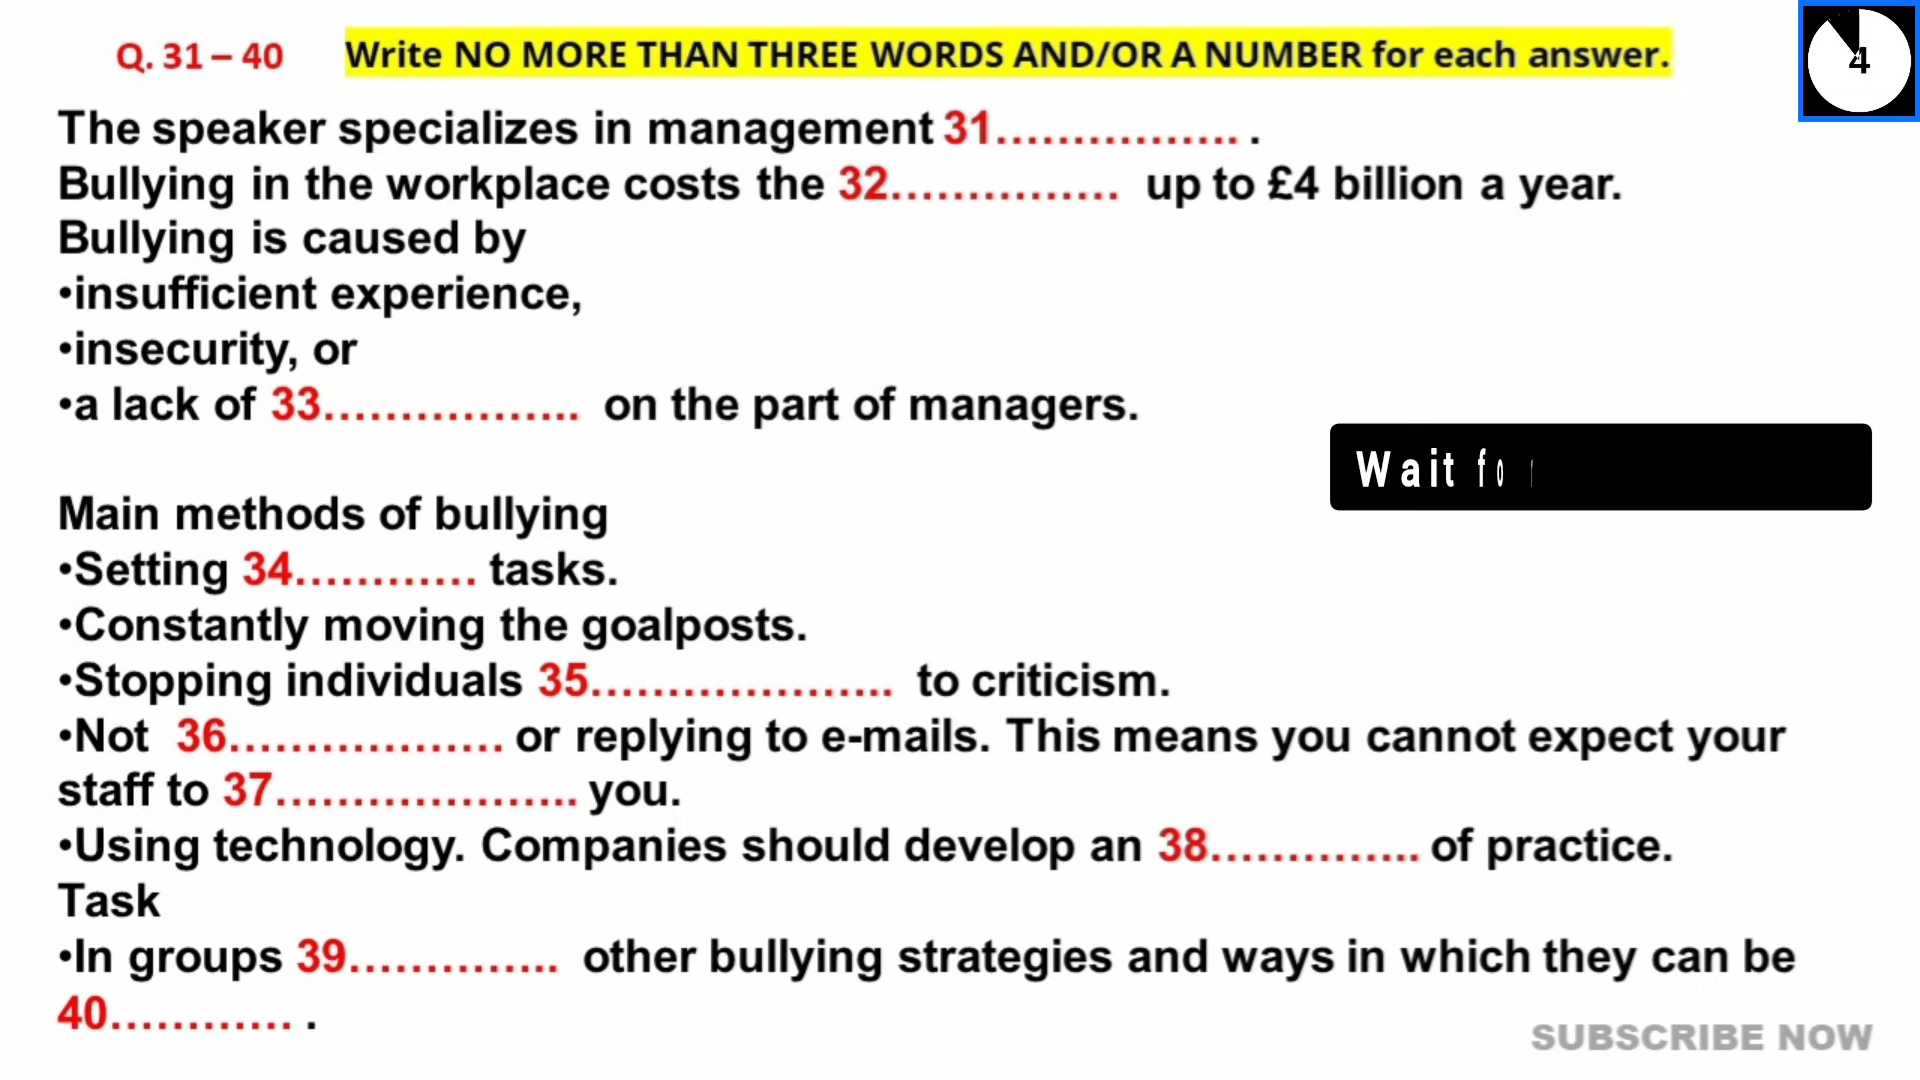 Q. 31 – 40 Write NO MORE THAN THREE WORDS AND/OR A NUMBER for each answer.
4
The speaker specializes in management 31................ .
Bullying in the workplace costs the 32............... up to £4 billion a year.
Bullying is caused by
•insufficient experience,
•insecurity, or
•a lack of 33................. on the part of managers.
Wait for
Main methods of bullying
•Setting 34............ tasks.
•Constantly moving the goalposts.
•Stopping individuals 35.................... to criticism.
•Not 36.................. or replying to e-mails. This means you cannot expect your
staff to 37.................... you.
•Using technology. Companies should develop an 38.............. of practice.
Task
•In groups 39.............. other bullying strategies and ways in which they can be
40............ .
SUBSCRIBE NOW